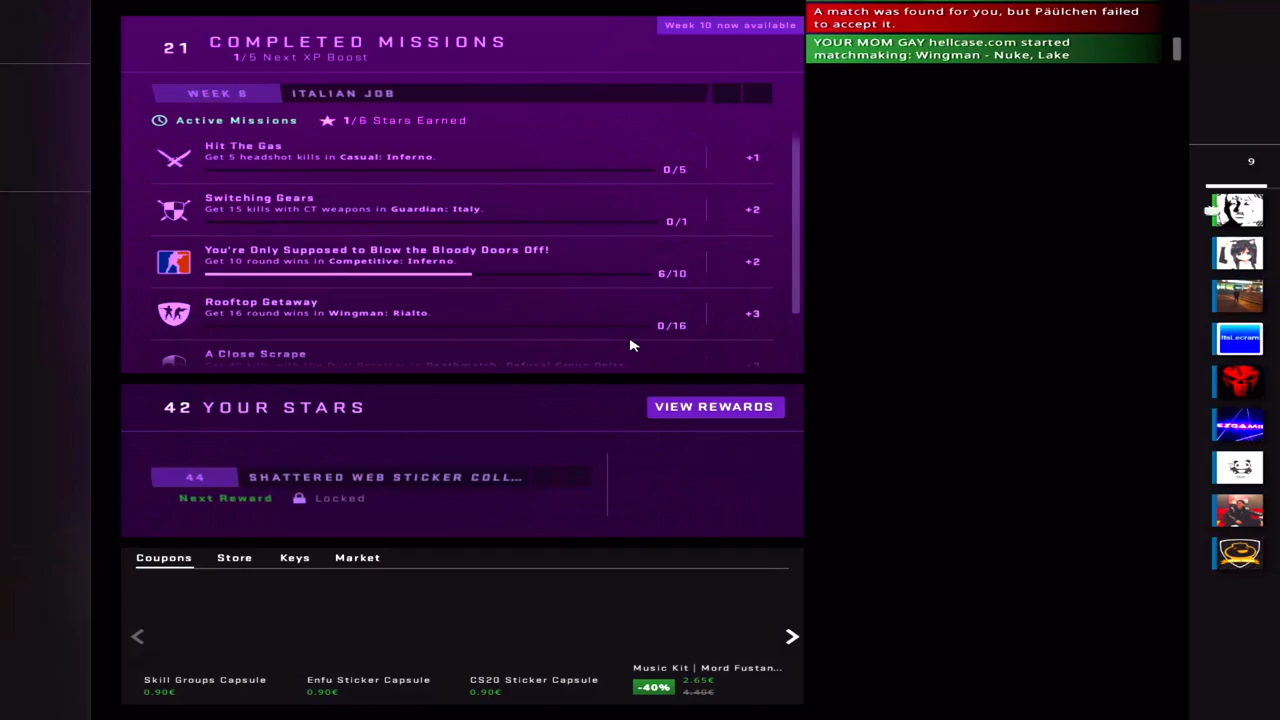 Week 10 now available
21 COMPLETED MISSIONS
1/5 Next XP Boost
WEEK 8 ITALIAN JOB
Active Missions 1/6 Stars Earned
Hit The Gas
Get 5 headshot kills in Casual: Inferno.
0/5
+1
Switching Gears
Get 15 kills with CT weapons in Guardian: Italy.
0/1
+2
You're Only Supposed to Blow the Bloody Doors Off!
Get 10 round wins in Competitive: Inferno.
6/10
+2
Rooftop Getaway
Get 16 round wins in Wingman: Rialto.
0/16
+3
A Close Scrape
42 YOUR STARS
VIEW REWARDS
44 SHATTERED WEB STICKER COLL...
Next Reward Locked
Coupons Store Keys Market
Skill Groups Capsule
0.90€
Enfu Sticker Capsule
0.90€
CS20 Sticker Capsule
0.90€
Music Kit | Mord Fustan...
-40%
2.65€
4.40€
A match was found for you, but Päülchen failed
to accept it.
YOUR MOM GAY hellcase.com started
matchmaking: Wingman - Nuke, Lake
9
ItsLecram